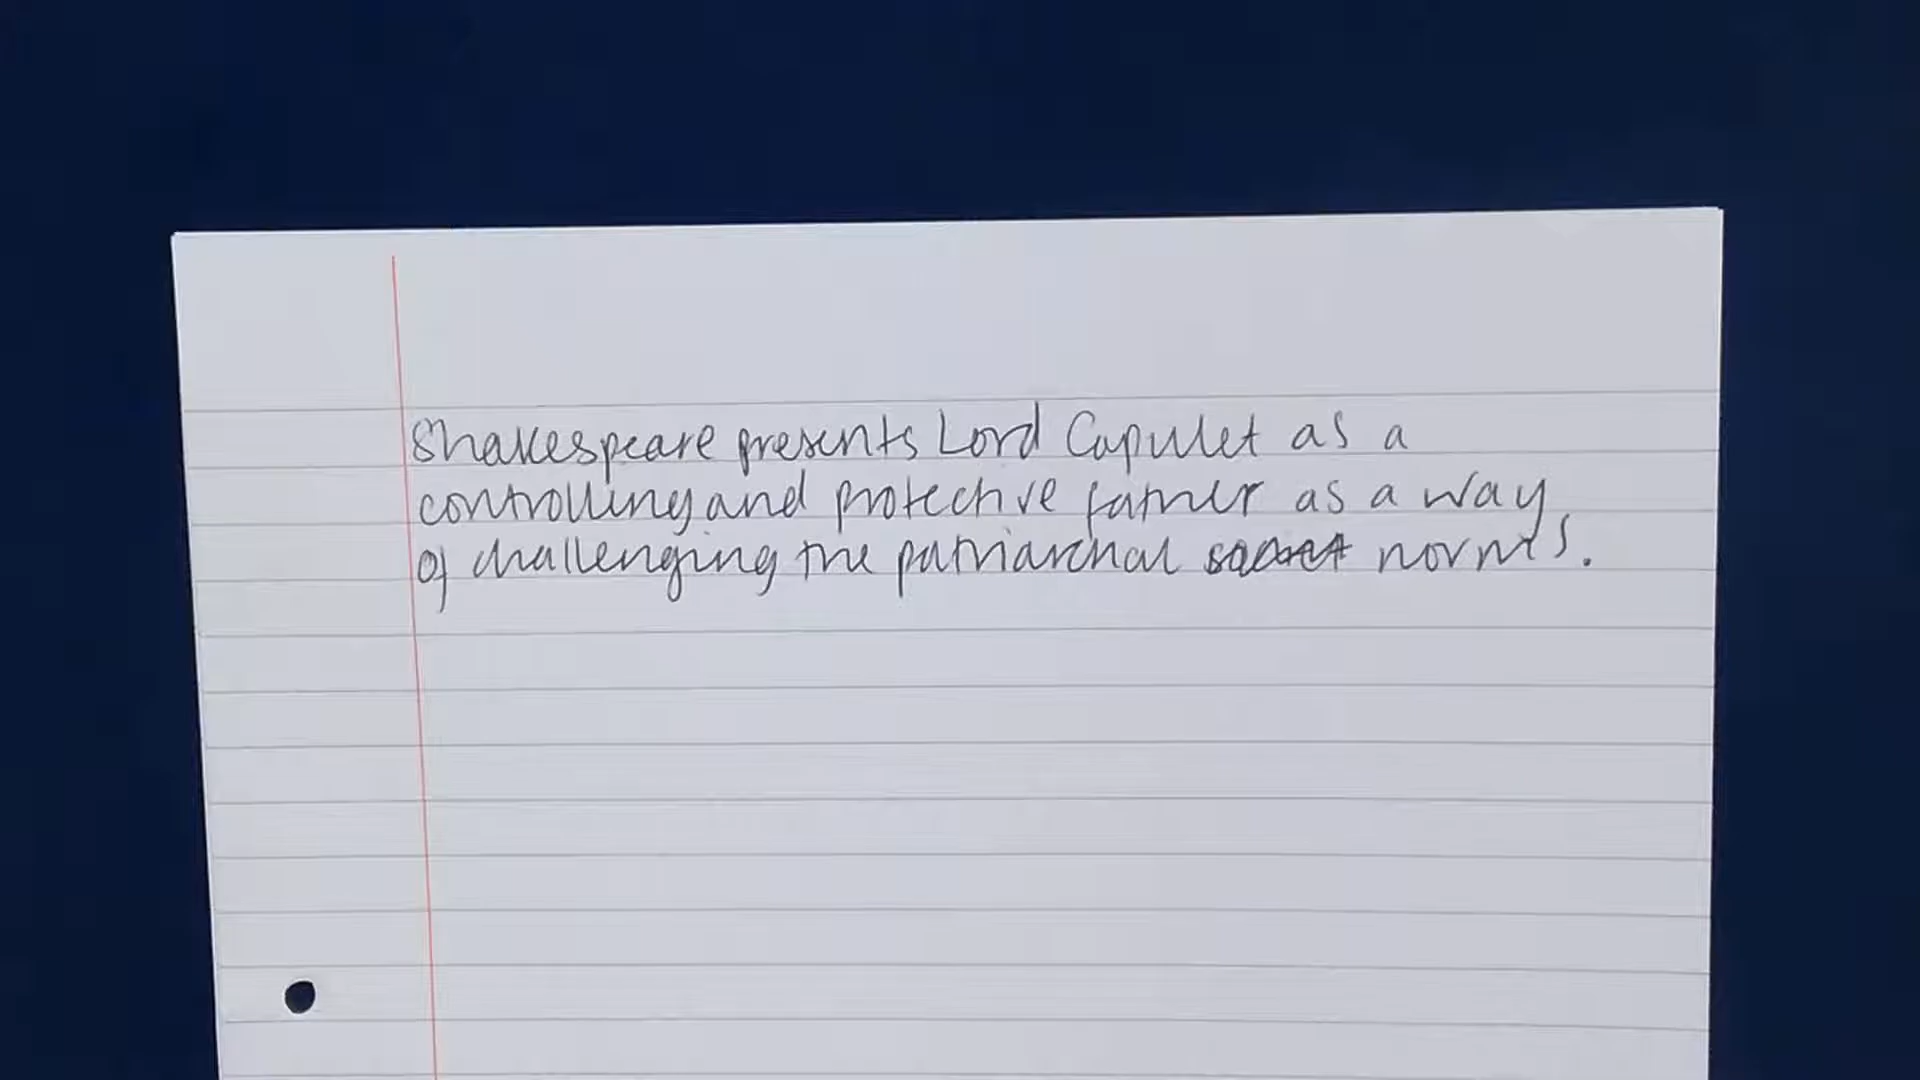 Shakespeare presents Lord Capulet as a
controlling and protective father as a way
of challenging the patriarchal norms.